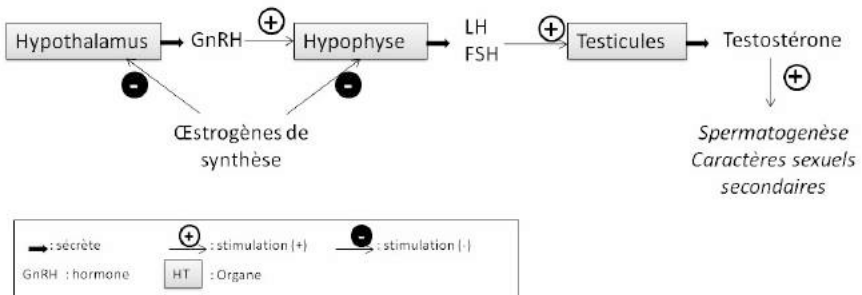 Hypothalamus GnRH + Hypophyse LH + Testicules Testostérone
FSH
- - +
Œstrogènes de
synthèse
Spermatogenèse
Caractères sexuels
secondaires
: sécrète + : stimulation (+) - : stimulation (-)
GnRH : hormone HT : Organe